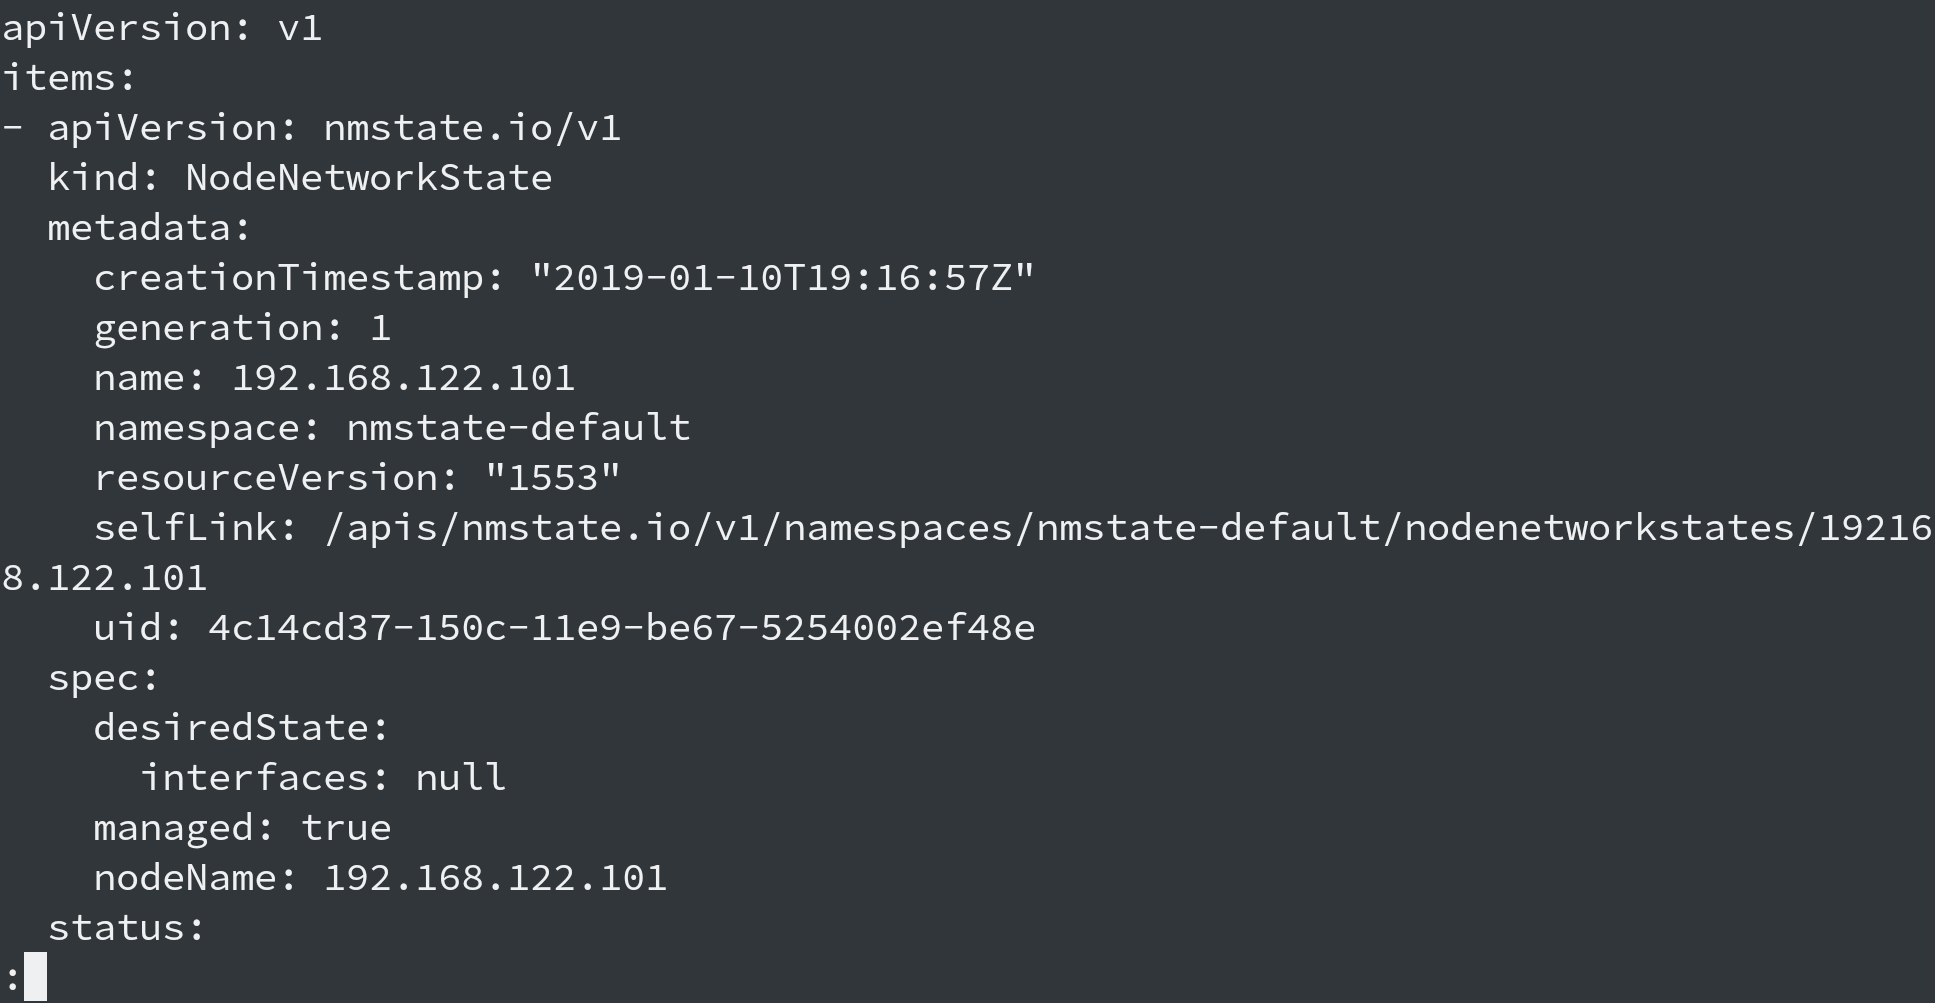 apiVersion: v1
items:
- apiVersion: nmstate.io/v1
  kind: NodeNetworkState
  metadata:
    creationTimestamp: "2019-01-10T19:16:57Z"
    generation: 1
    name: 192.168.122.101
    namespace: nmstate-default
    resourceVersion: "1553"
    selfLink: /apis/nmstate.io/v1/namespaces/nmstate-default/nodenetworkstates/19216
8.122.101
    uid: 4c14cd37-150c-11e9-be67-5254002ef48e
  spec:
    desiredState:
      interfaces: null
    managed: true
    nodeName: 192.168.122.101
  status:
: